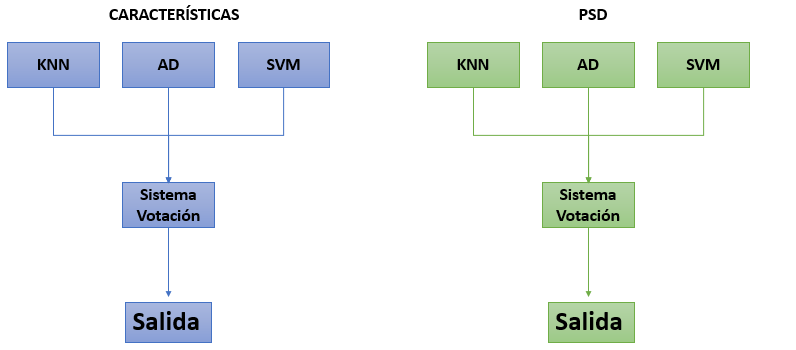 CARACTERÍSTICAS
PSD
KNN
AD
SVM
KNN
AD
SVM
Sistema
Votación
Sistema
Votación
Salida
Salida